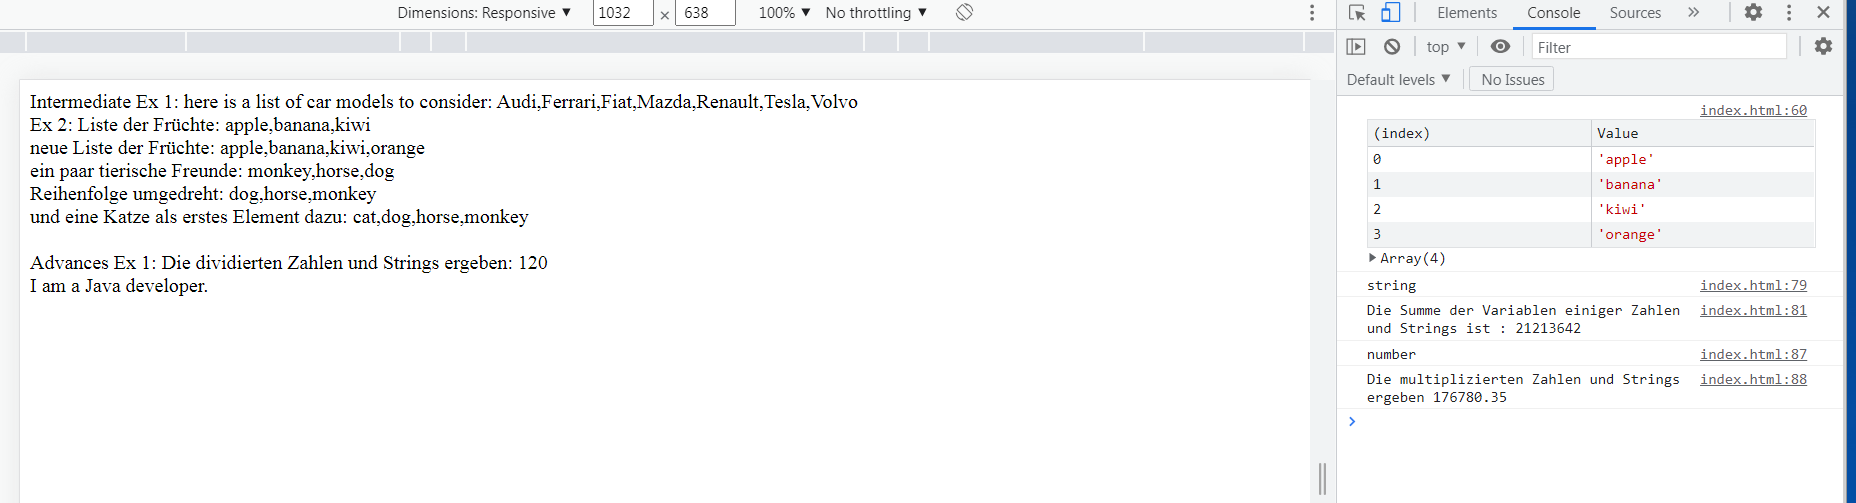 Dimensions: Responsive ▼ 1032 × 638 100% ▼ No throttling ▼
Elements Console Sources »
top ▼ Filter
Default levels ▼ No Issues
Intermediate Ex 1: here is a list of car models to consider: Audi,Ferrari,Fiat,Mazda,Renault,Tesla,Volvo
Ex 2: Liste der Früchte: apple,banana,kiwi
neue Liste der Früchte: apple,banana,kiwi,orange
ein paar tierische Freunde: monkey,horse,dog
Reihenfolge umgedreht: dog,horse,monkey
und eine Katze als erstes Element dazu: cat,dog,horse,monkey
Advances Ex 1: Die dividierten Zahlen und Strings ergeben: 120
I am a Java developer.
index.html:60
(index) Value
0 'apple'
1 'banana'
2 'kiwi'
3 'orange'
▶ Array(4)
string index.html:79
Die Summe der Variablen einiger Zahlen index.html:81
und Strings ist : 21213642
number index.html:87
Die multiplizierten Zahlen und Strings index.html:88
ergeben 176780.35